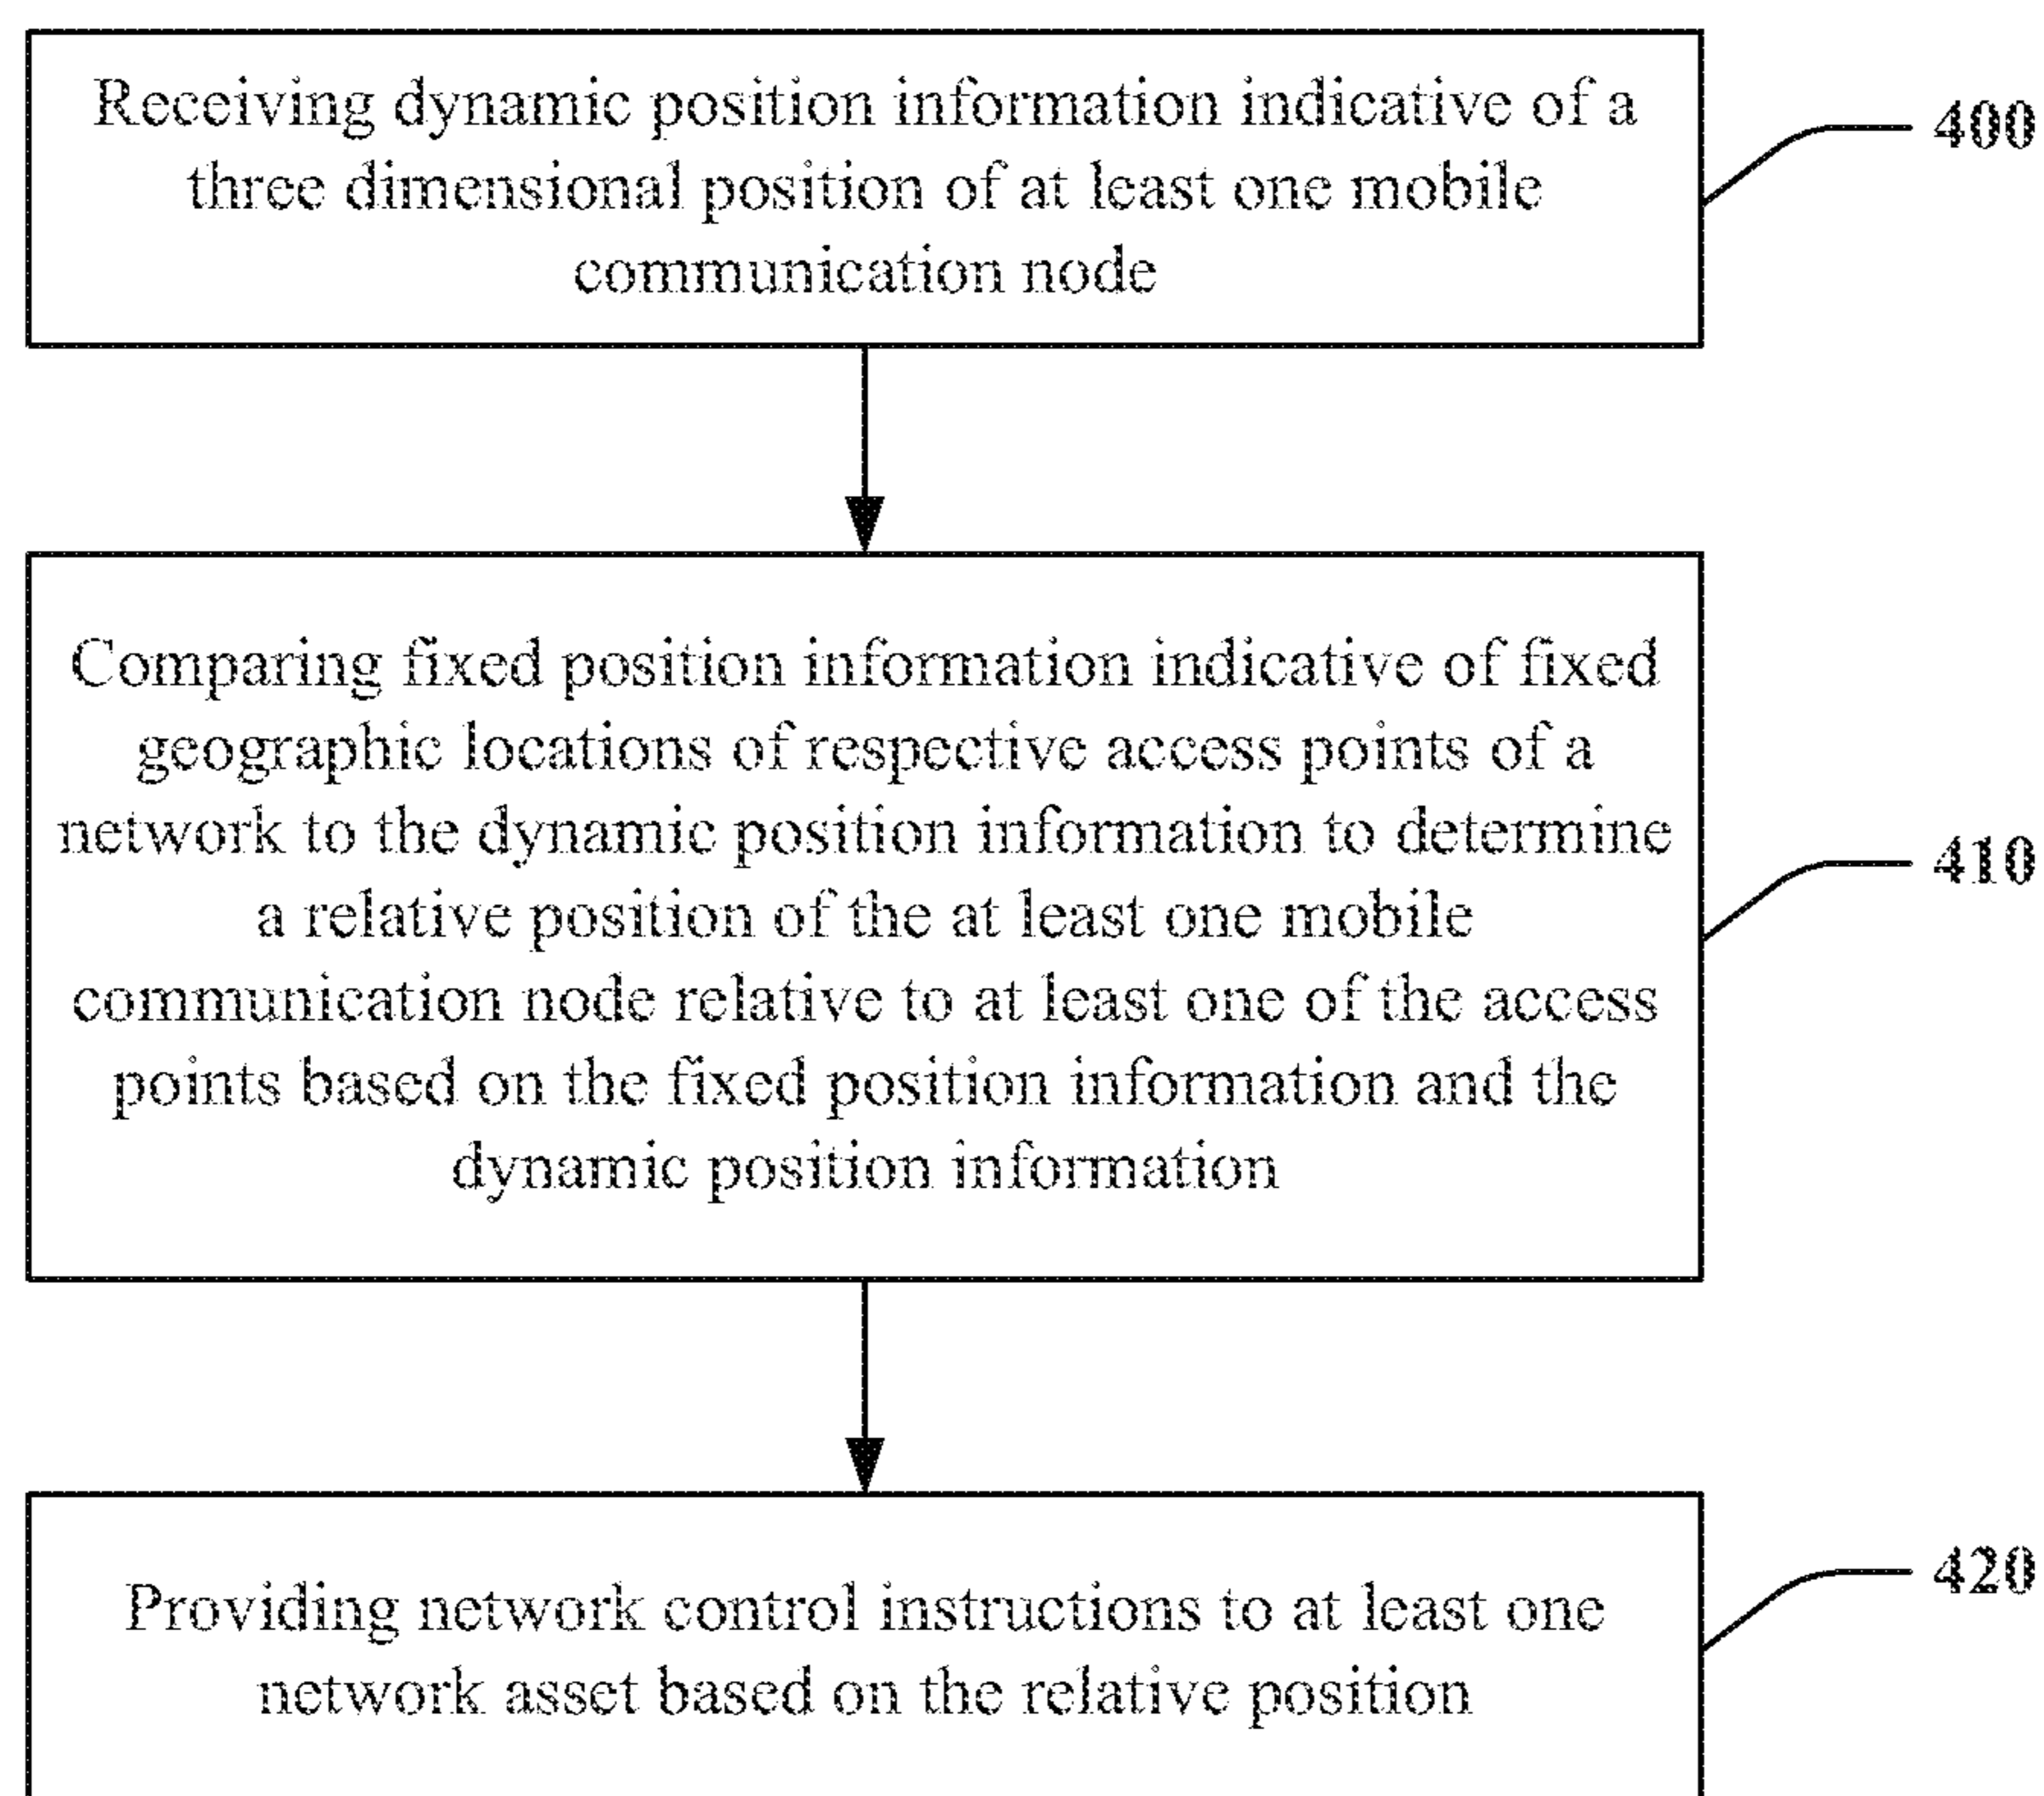 Receiving dynamic position information indicative of a
three dimensional position of at least one mobile
communication node
400
Comparing fixed position information indicative of fixed
geographic locations of respective access points of a
network to the dynamic position information to determine
a relative position of the at least one mobile
communication node relative to at least one of the access
points based on the fixed position information and the
dynamic position information
410
Providing network control instructions to at least one
network asset based on the relative position
420